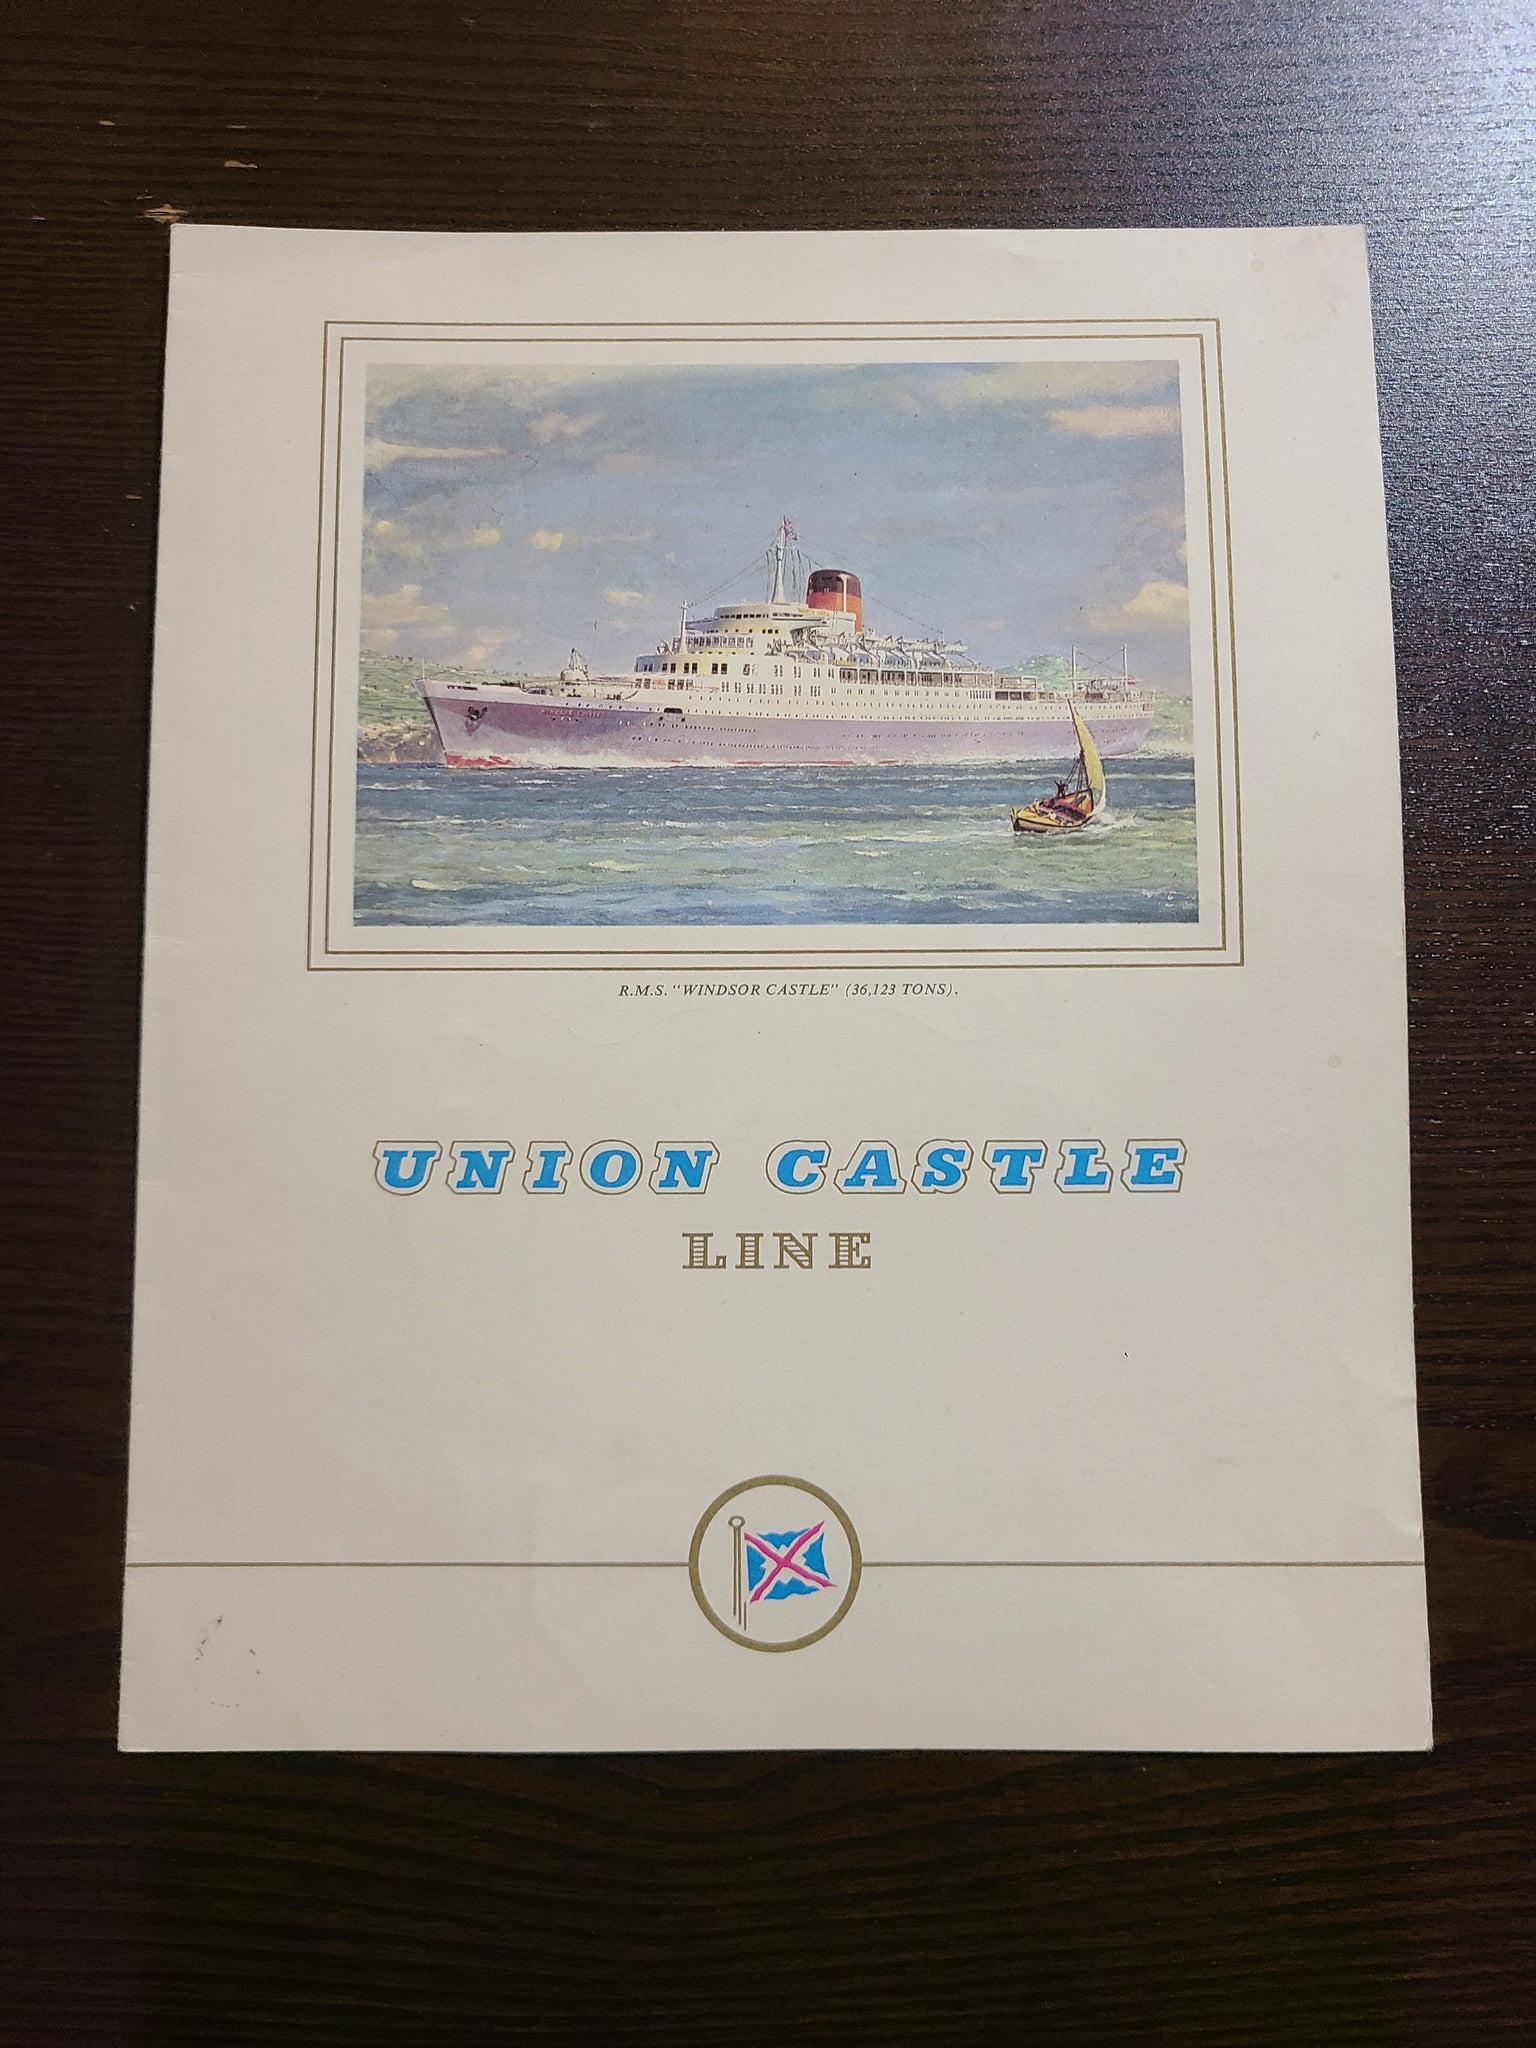 R.M.S. "WINDSOR CASTLE" (36,123 TONS).
UNION CASTLE
LINE